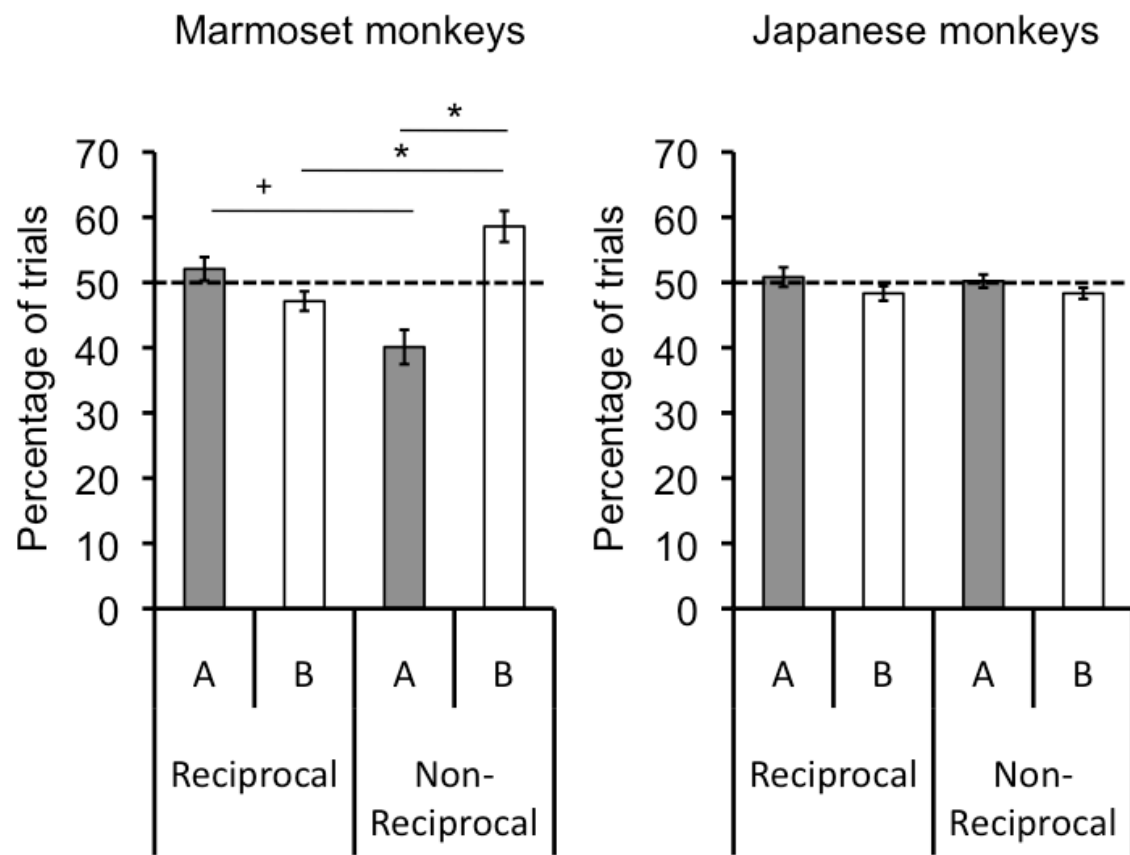 Marmoset monkeys
Japanese monkeys
*
*
+
Percentage of trials
70
60
50
40
30
20
10
0
A B A B
Reciprocal
Non-
Reciprocal
Percentage of trials
70
60
50
40
30
20
10
0
A B A B
Reciprocal
Non-
Reciprocal